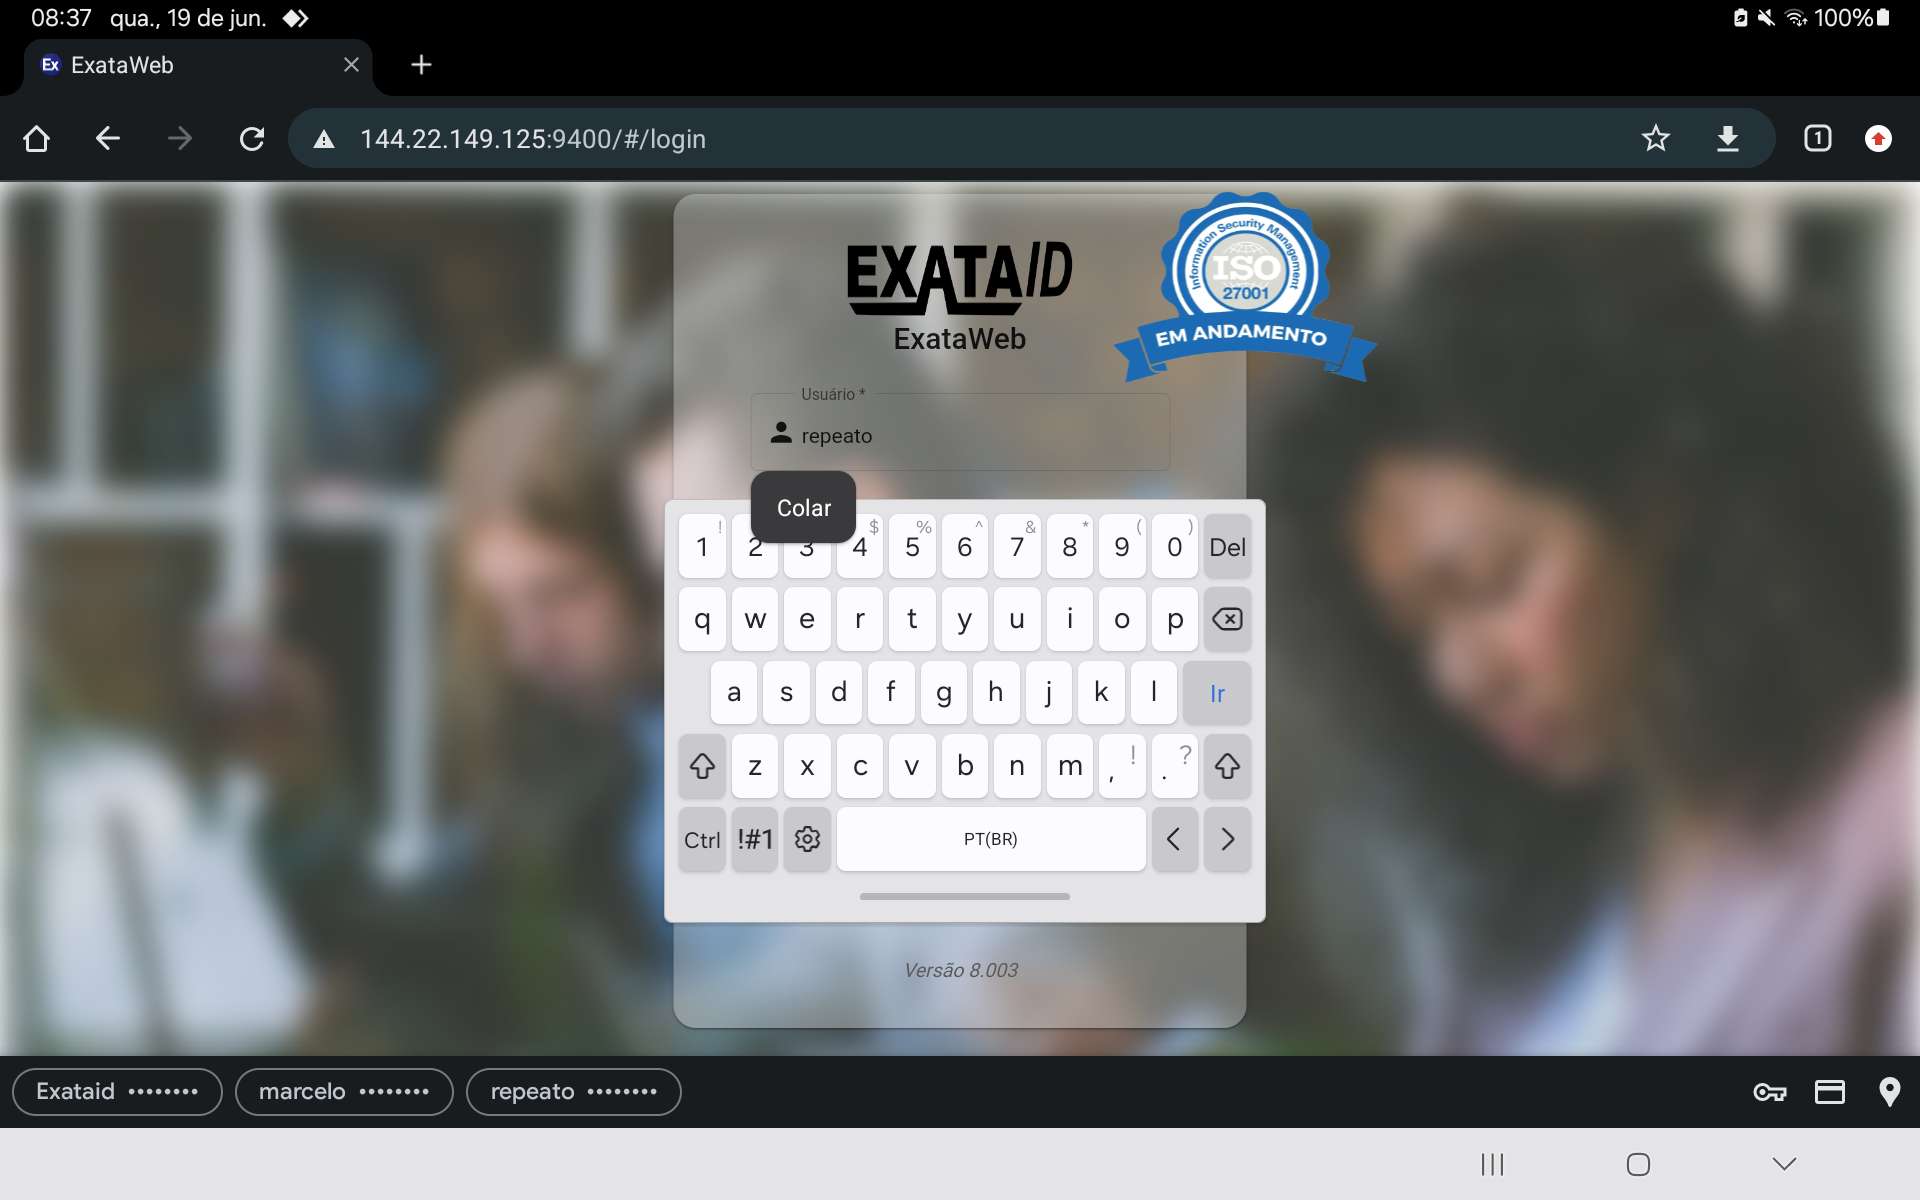 08:37 qua., 19 de jun. 100%
Ex ExataWeb
144.22.149.125:9400/#/login 1
EXATAID
ExataWeb
Information Security Management
ISO
27001
EM ANDAMENTO
Usuário *
repeato
Colar
1 ! 2 3 4 $ 5 % 6 ^ 7 & 8 * 9 ( 0 ) Del
q w e r t y u i o p
a s d f g h j k l Ir
z x c v b n m , ! . ?
Ctrl !#1 PT(BR) < >
Versão 8.003
Exataid •••••••• marcelo •••••••• repeato ••••••••